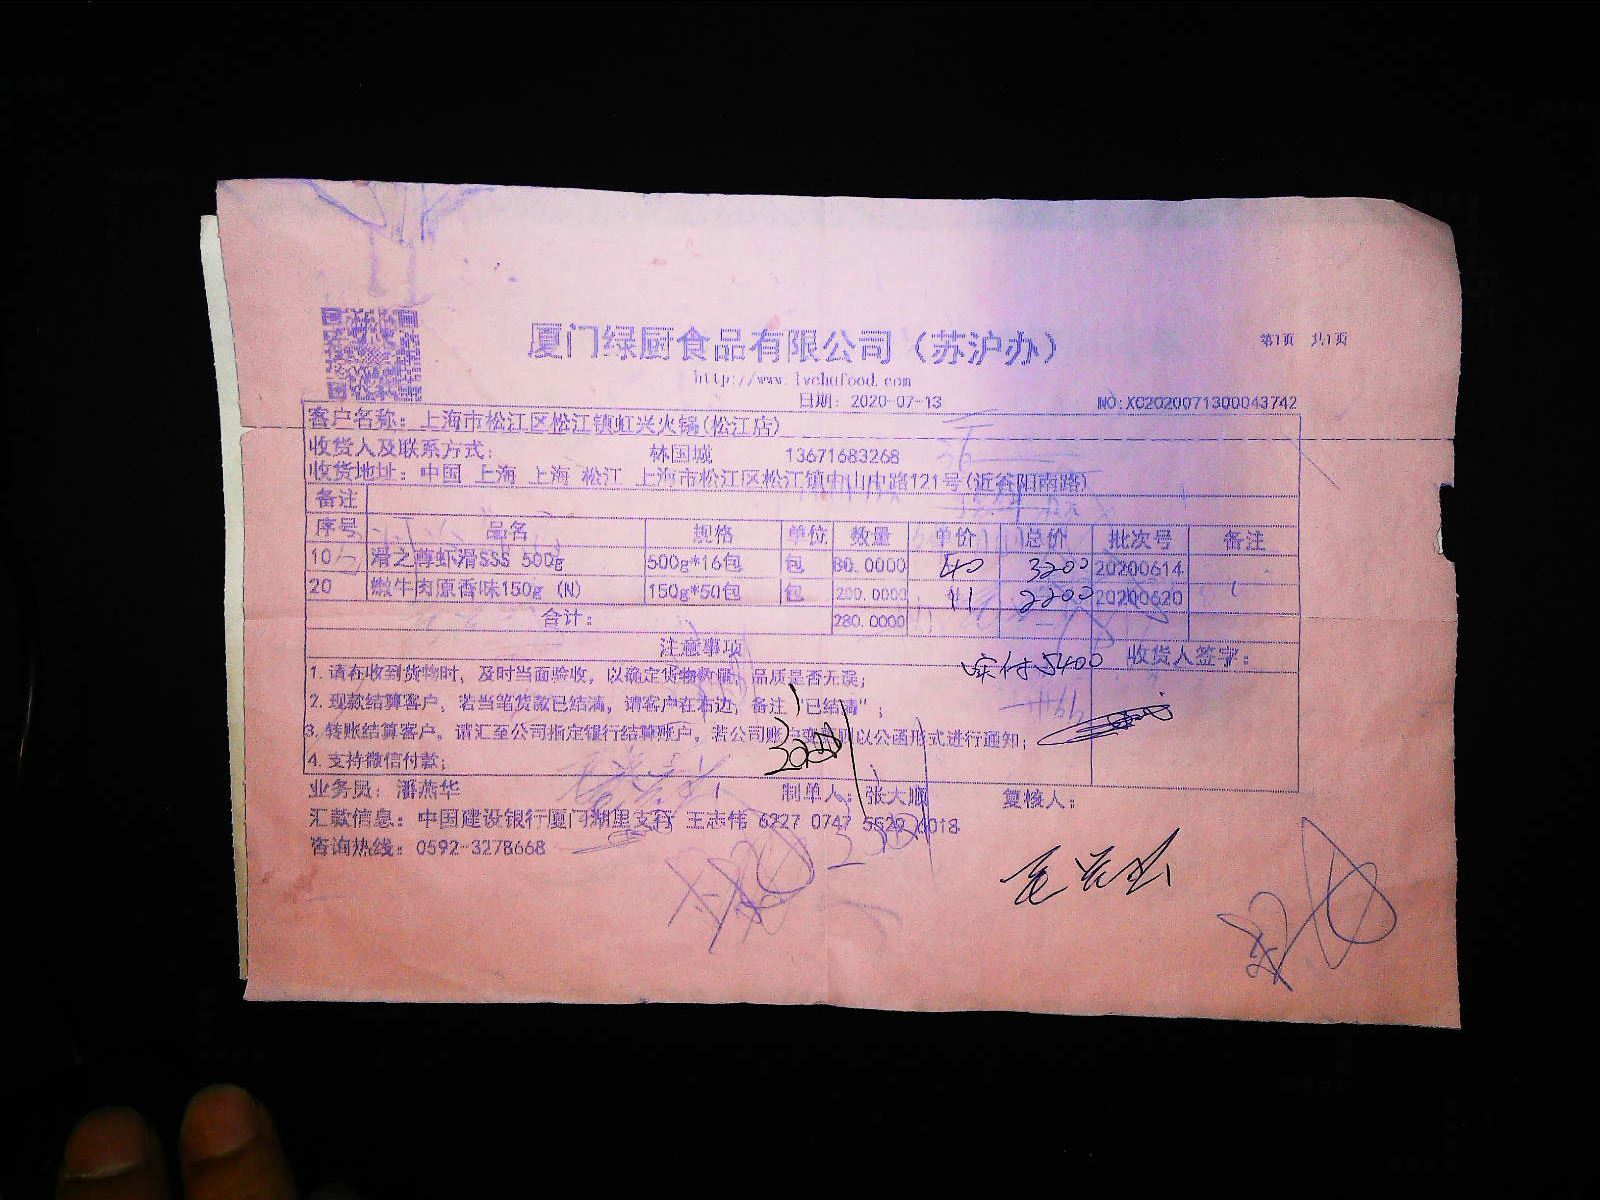 厦门绿厨食品有限公司（苏沪办）
第1页 共1页
http://www.lvchufood.com
日期：2020-07-13 NO:XC2020071300043742
客户名称：上海市松江区松江镇虹兴火锅(松江店)
收货人及联系方式： 林国城 13671683268
收货地址：中国 上海 上海 松江 上海市松江区松江镇中山中路121号(近谷阳南路)
备注
序号 品名 规格 单位 数量 单价 总价 批次号 备注
10 滑之尊虾滑SSS 500g 500g*16包 包 80.0000 40 3200 20200614
20 嫩牛肉原香味150g (N) 150g*50包 包 200.0000 11 2200 20200620
合计： 280.0000
注意事项
实付5400 收货人签字：
1. 请在收到货物时、及时当面验收，以确定货物数量、品质是否无误；
2. 现款结算客户，若当笔货款已结清，请客户在右边，备注“已结清”；
3. 转账结算客户。请汇至公司指定银行结算账户，若公司账户变更则以公函形式进行通知；
4. 支持微信付款；
业务员：潘燕华 制单人：张大顺 复核人：
汇款信息：中国建设银行厦门湖里支行 王志伟 6227 0747 5529 6018
咨询热线：0592-3278668